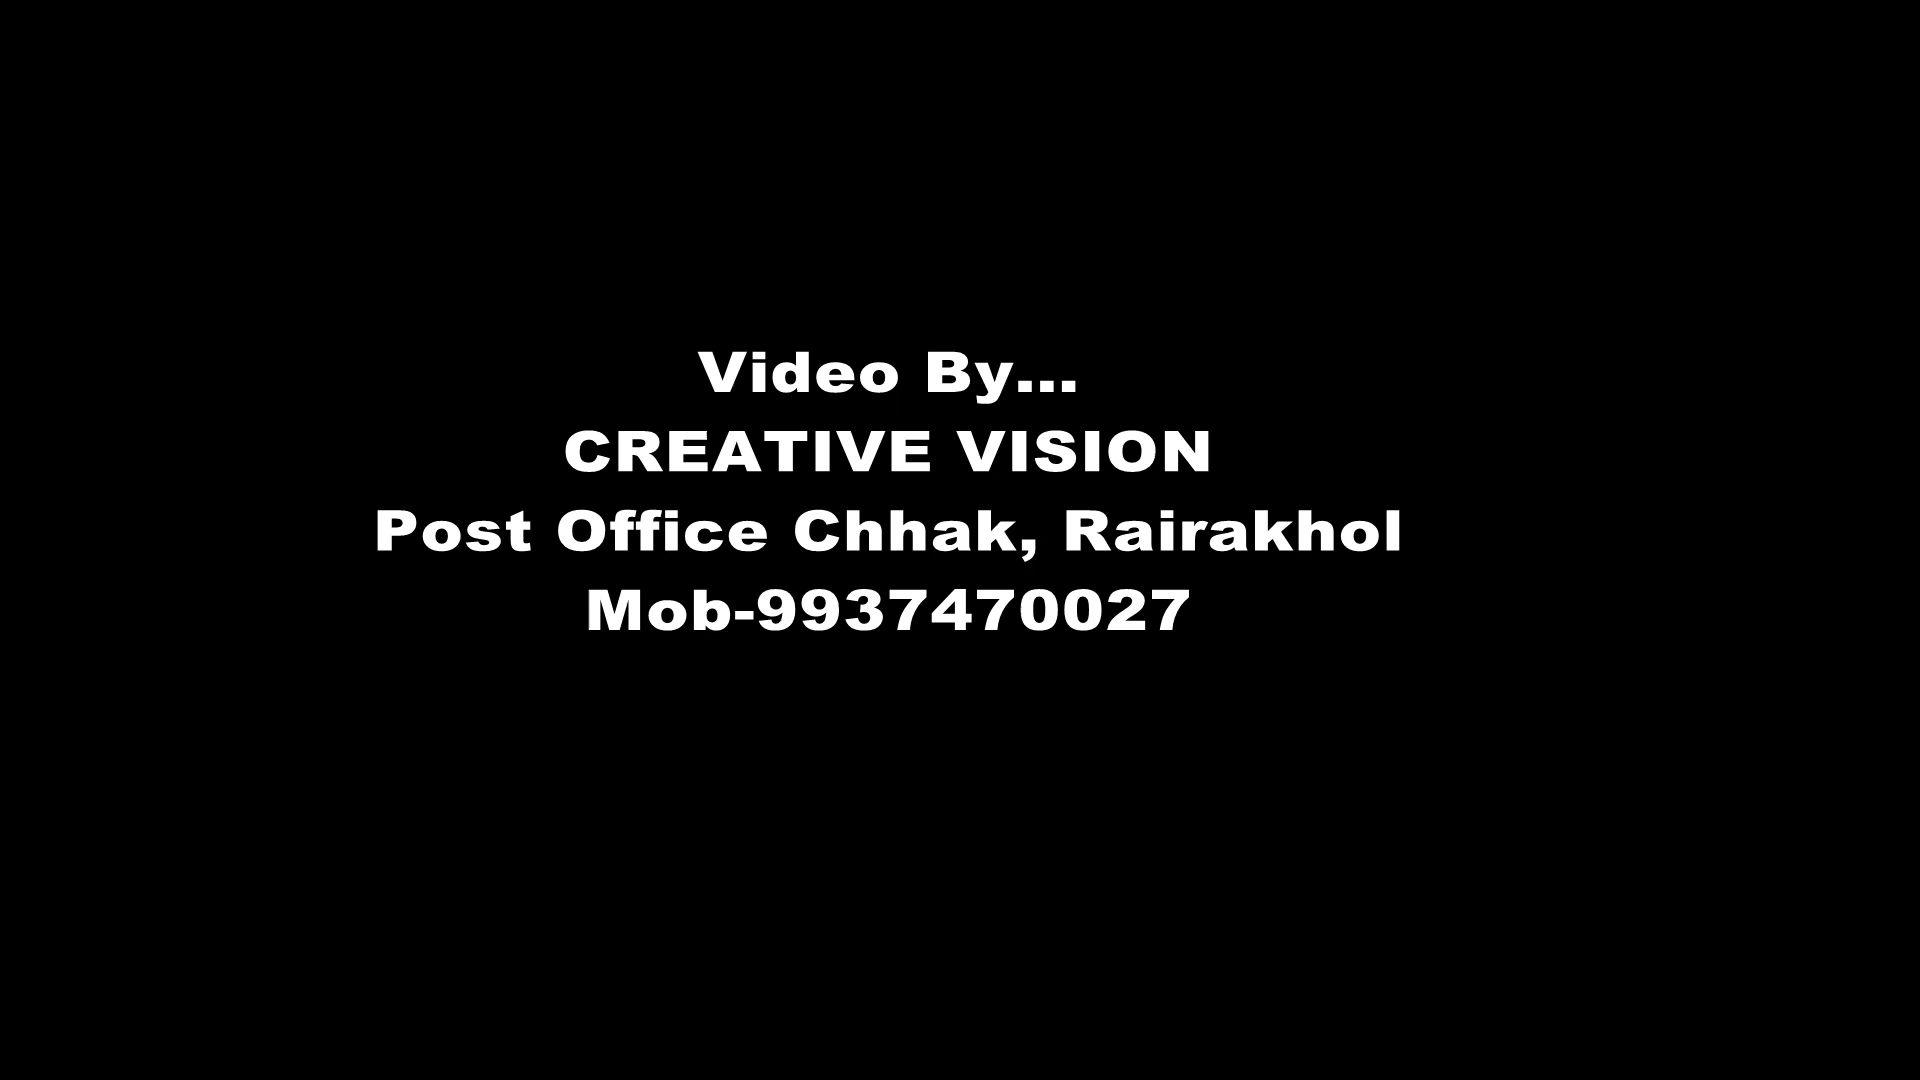 Video By...
CREATIVE VISION
Post Office Chhak, Rairakhol
Mob-9937470027